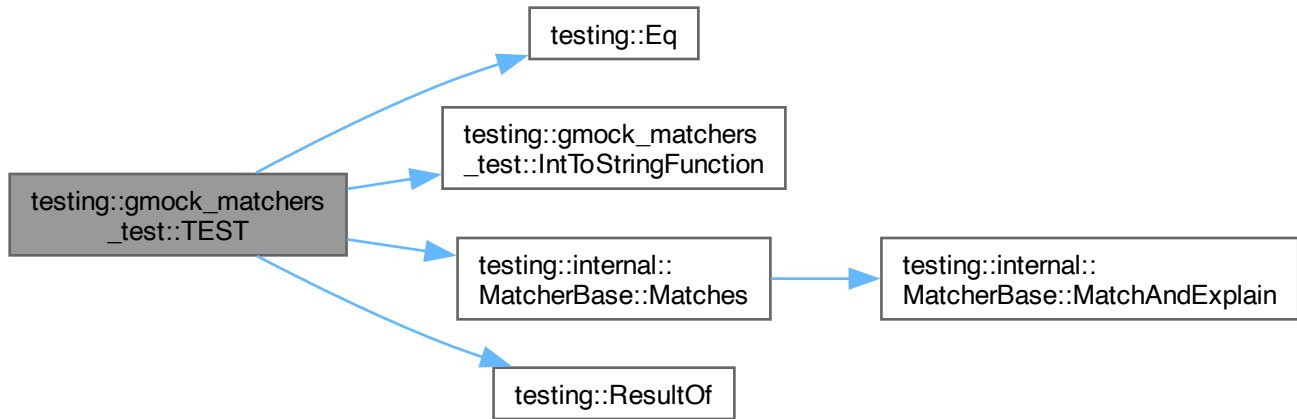 testing::Eq
testing::gmock_matchers
_test::IntToStringFunction
testing::gmock_matchers
_test::TEST
testing::internal::
MatcherBase::Matches
testing::internal::
MatcherBase::MatchAndExplain
testing::ResultOf